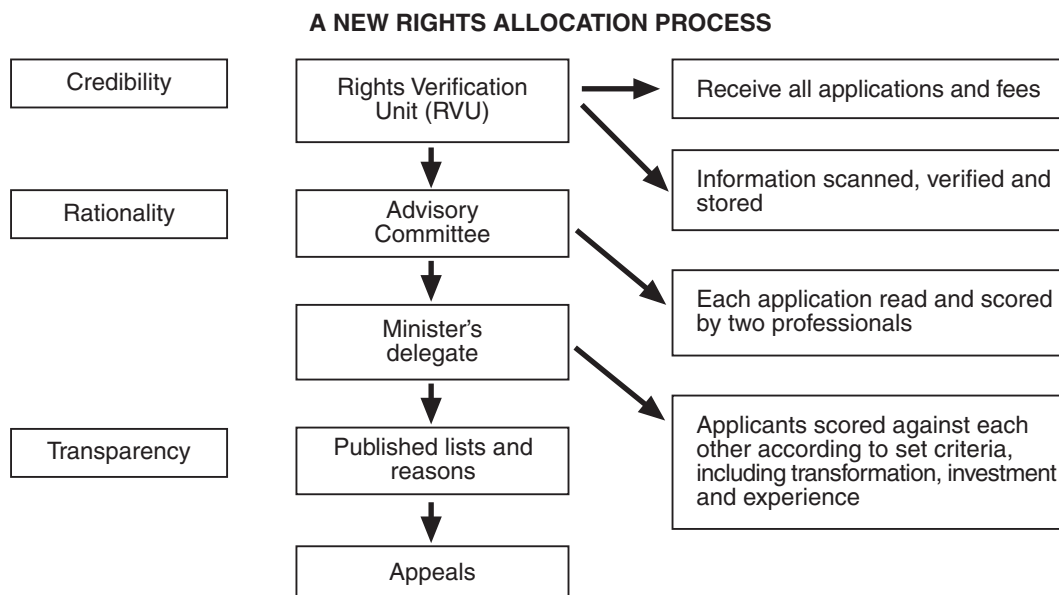 A NEW RIGHTS ALLOCATION PROCESS
Credibility
Rights Verification
Unit (RVU)
Receive all applications and fees
Information scanned, verified and
stored
Rationality
Advisory
Committee
Each application read and scored
by two professionals
Minister's
delegate
Applicants scored against each
other according to set criteria,
including transformation, investment
and experience
Transparency
Published lists and
reasons
Appeals